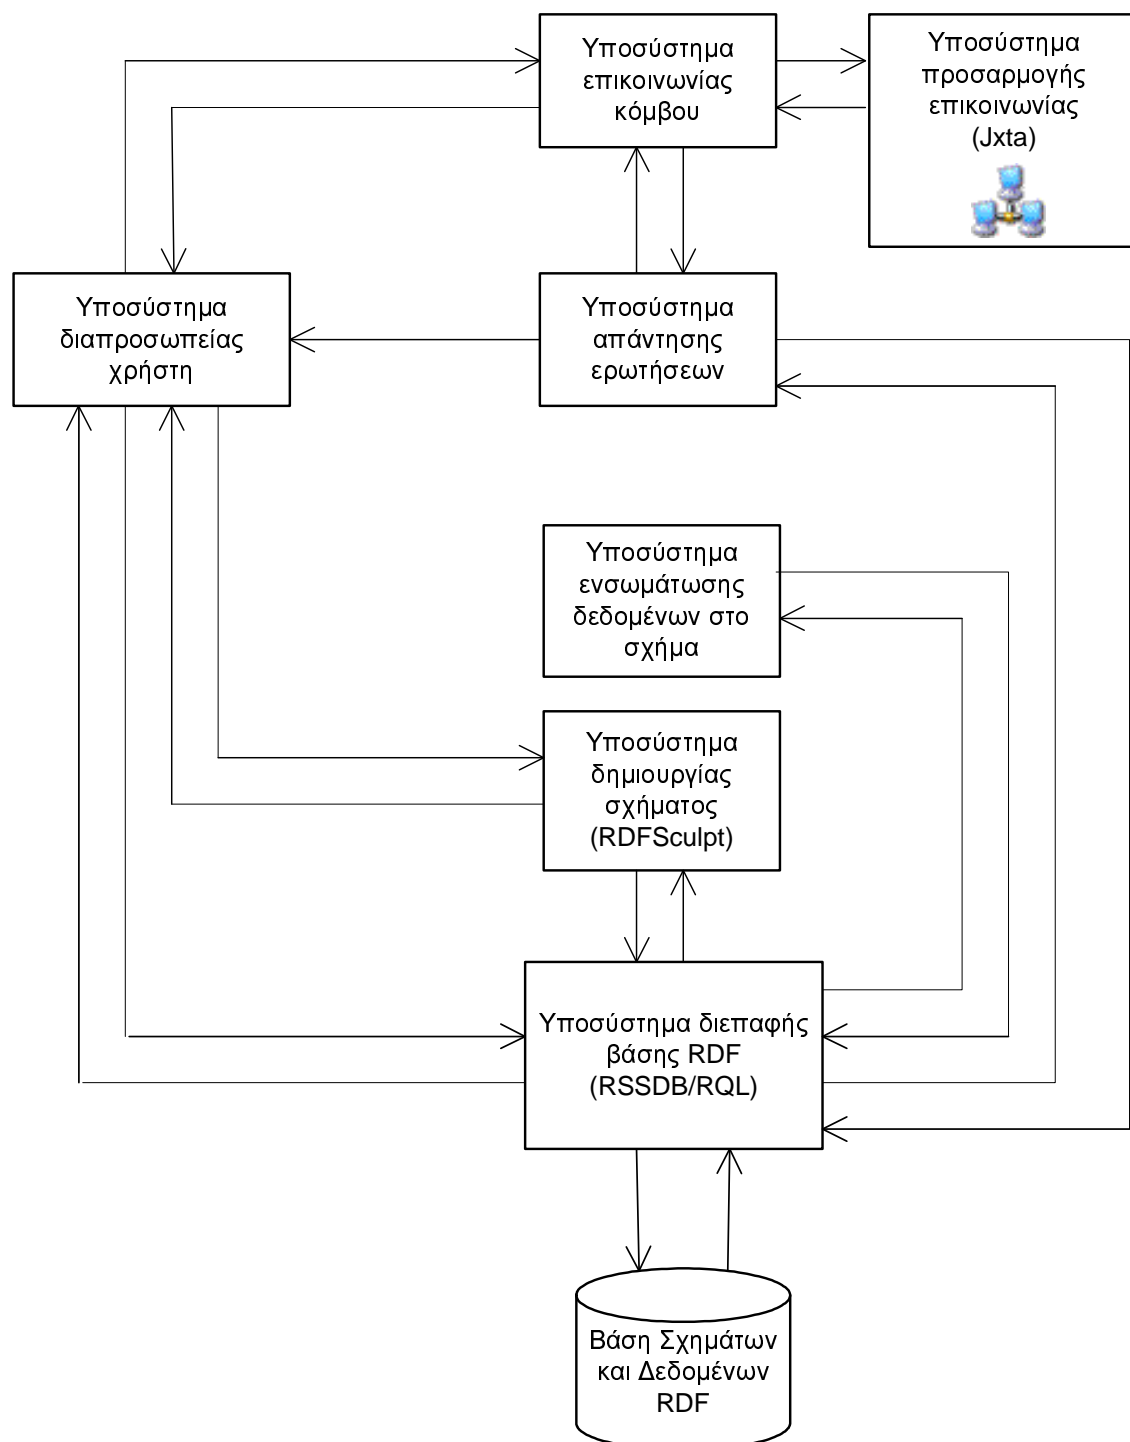 Υποσύστημα
επικοινωνίας
κόμβου
Υποσύστημα
προσαρμογής
επικοινωνίας
(Jxta)
Υποσύστημα
διαπροσωπείας
χρήστη
Υποσύστημα
απάντησης
ερωτήσεων
Υποσύστημα
ενσωμάτωσης
δεδομένων στο
σχήμα
Υποσύστημα
δημιουργίας
σχήματος
(RDFSculpt)
Υποσύστημα διεπαφής
βάσης RDF
(RSSDB/RQL)
Βάση Σχημάτων
και Δεδομένων
RDF